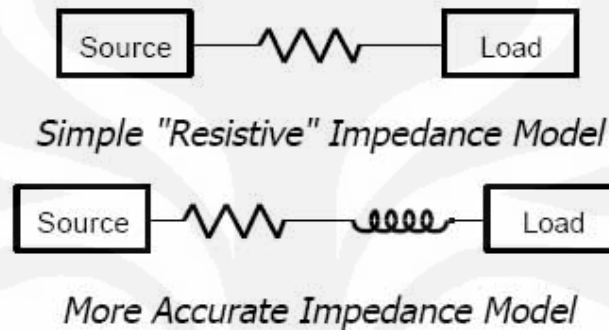 Source Load
Simple "Resistive" Impedance Model
Source Load
More Accurate Impedance Model